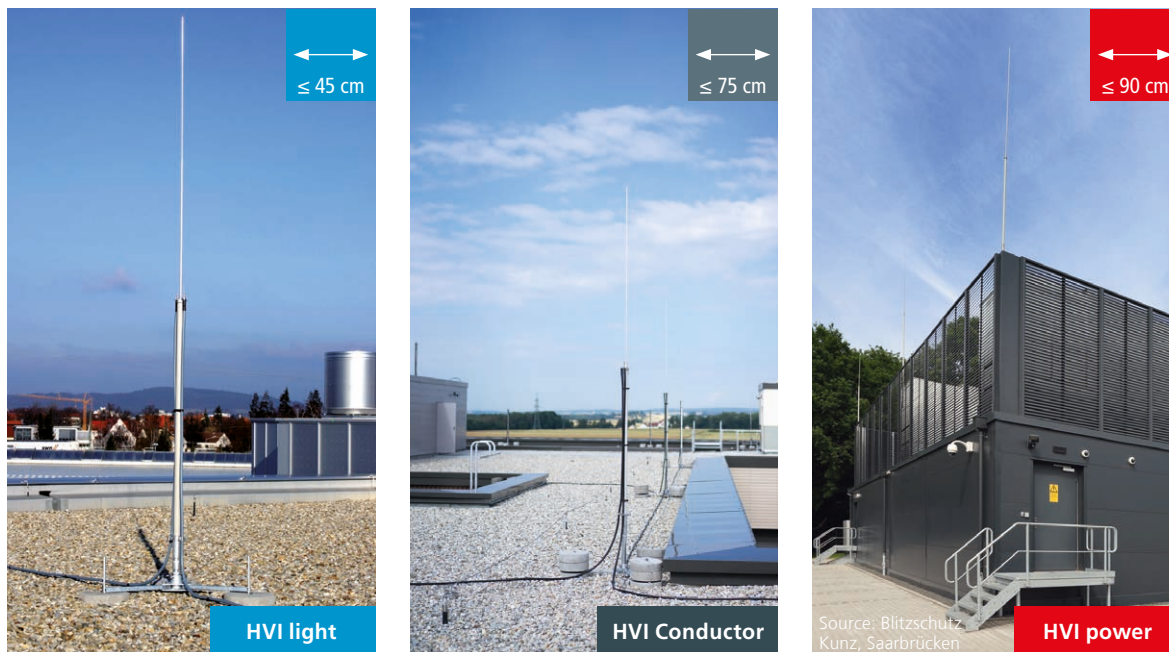 ≤ 45 cm
HVI light
≤ 75 cm
HVI Conductor
≤ 90 cm
Source: Blitzschutz
Kunz, Saarbrücken
HVI power